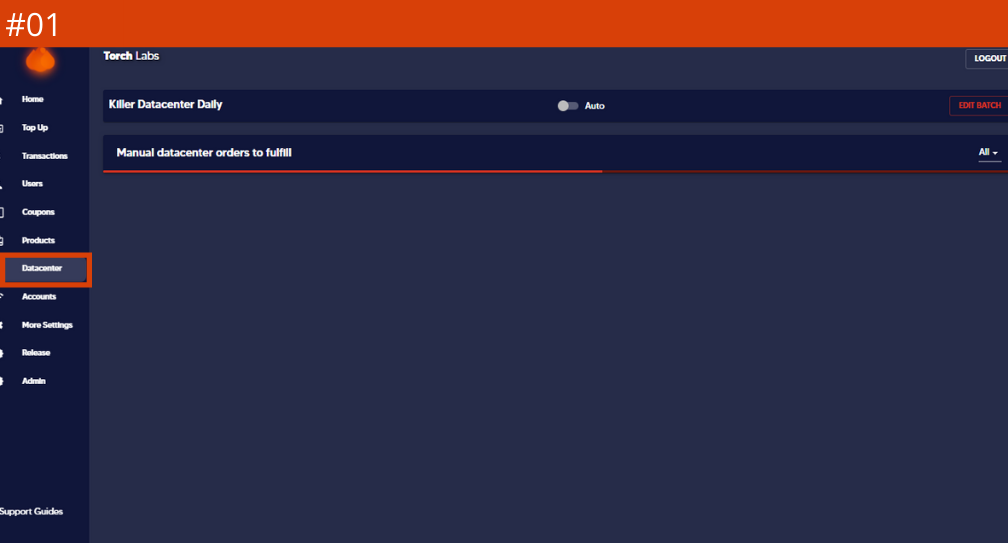 #01
Torch Labs
LOGOUT
Home
Killer Datacenter Daily
Auto
EDIT BATCH
Top Up
Manual datacenter orders to fulfill
All
Transactions
Users
Coupons
Products
Datacenter
Accounts
More Settings
Release
Admin
Support Guides